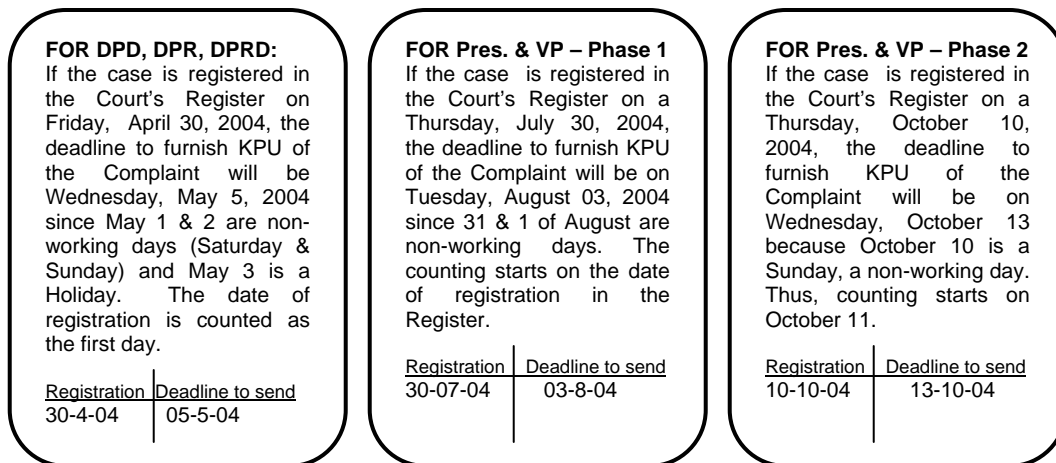 FOR DPD, DPR, DPRD:
If the case is registered in
the Court's Register on
Friday, April 30, 2004, the
deadline to furnish KPU of
the Complaint will be
Wednesday, May 5, 2004
since May 1 & 2 are non-
working days (Saturday &
Sunday) and May 3 is a
Holiday. The date of
registration is counted as
the first day.
Registration Deadline to send
30-4-04 05-5-04
FOR Pres. & VP – Phase 1
If the case is registered in
the Court's Register on a
Thursday, July 30, 2004,
the deadline to furnish KPU
of the Complaint will be on
Tuesday, August 03, 2004
since 31 & 1 of August are
non-working days. The
counting starts on the date
of registration in the
Register.
Registration Deadline to send
30-07-04 03-8-04
FOR Pres. & VP – Phase 2
If the case is registered in
the Court's Register on a
Thursday, October 10,
2004, the deadline to
furnish KPU of the
Complaint will be on
Wednesday, October 13
because October 10 is a
Sunday, a non-working day.
Thus, counting starts on
October 11.
Registration Deadline to send
10-10-04 13-10-04